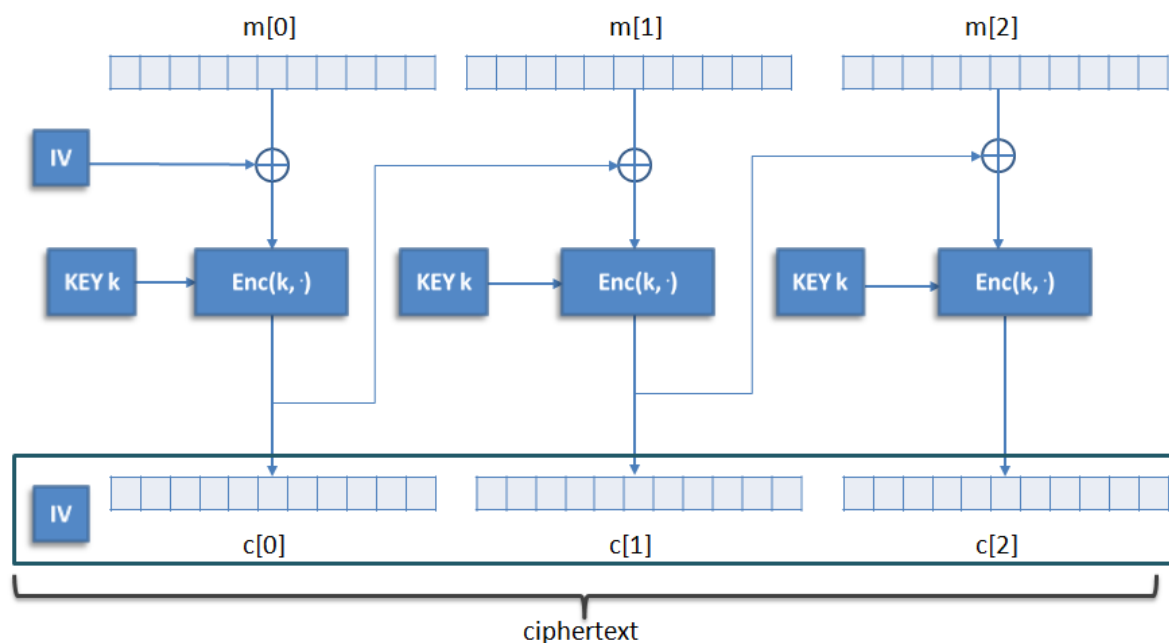 m[0] m[1] m[2]
IV
KEY k Enc(k, ·) KEY k Enc(k, ·) KEY k Enc(k, ·)
IV
c[0] c[1] c[2]
ciphertext